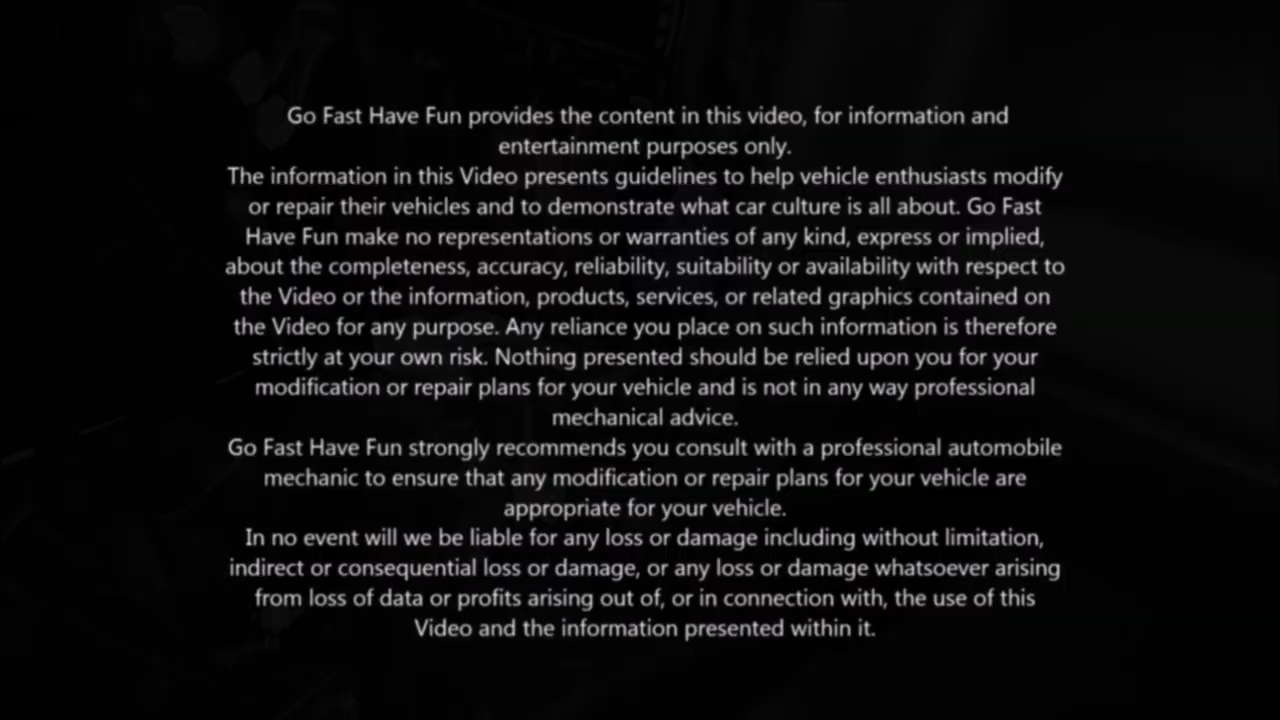 Go Fast Have Fun provides the content in this video, for information and
entertainment purposes only.
The information in this Video presents guidelines to help vehicle enthusiasts modify
or repair their vehicles and to demonstrate what car culture is all about. Go Fast
Have Fun make no representations or warranties of any kind, express or implied,
about the completeness, accuracy, reliability, suitability or availability with respect to
the Video or the information, products, services, or related graphics contained on
the Video for any purpose. Any reliance you place on such information is therefore
strictly at your own risk. Nothing presented should be relied upon you for your
modification or repair plans for your vehicle and is not in any way professional
mechanical advice.
Go Fast Have Fun strongly recommends you consult with a professional automobile
mechanic to ensure that any modification or repair plans for your vehicle are
appropriate for your vehicle.
In no event will we be liable for any loss or damage including without limitation,
indirect or consequential loss or damage, or any loss or damage whatsoever arising
from loss of data or profits arising out of, or in connection with, the use of this
Video and the information presented within it.